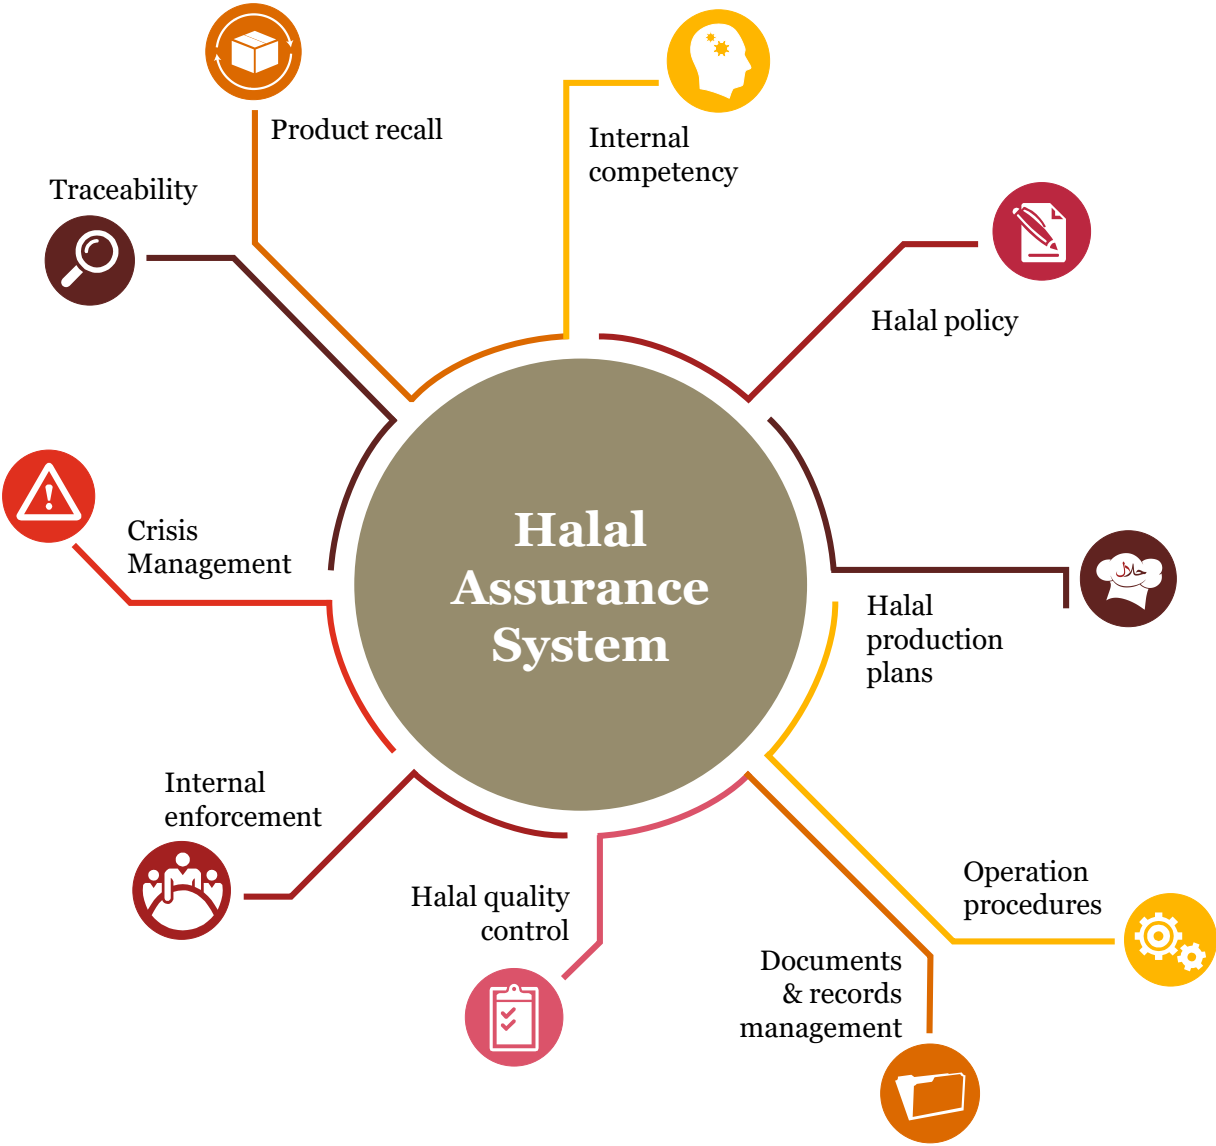 Product recall
Internal
competency
Traceability
Halal policy
Crisis
Management
Halal
Assurance
System
حلال
Halal
production
plans
Internal
enforcement
Halal quality
control
Operation
procedures
Documents
& records
management